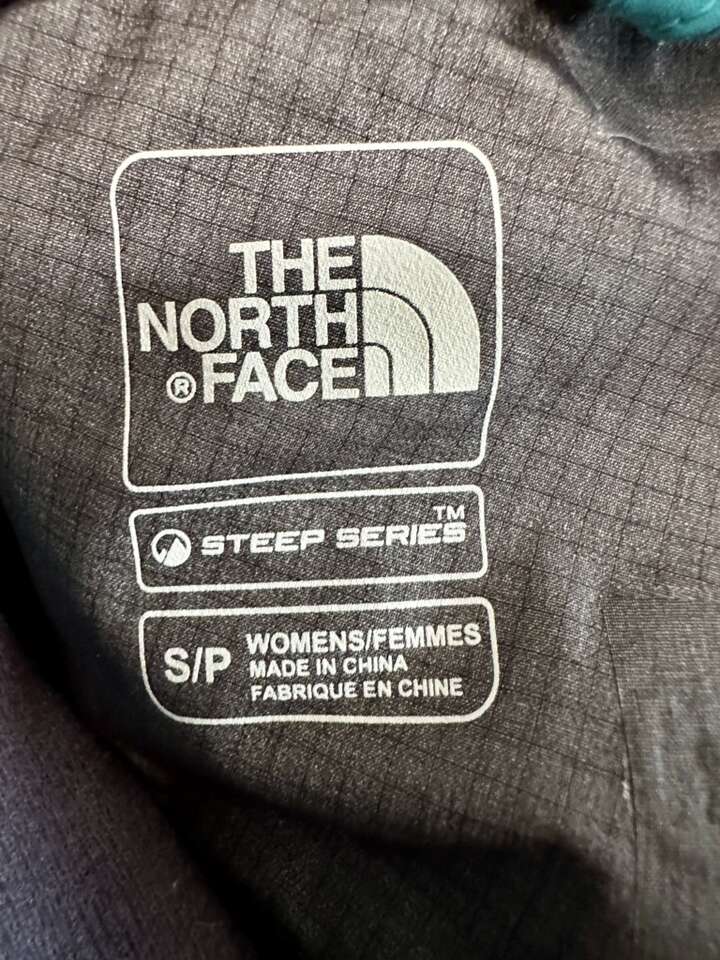 THE
NORTH
® FACE
STEEP SERIES™
S/P
WOMENS/FEMMES
MADE IN CHINA
FABRIQUE EN CHINE